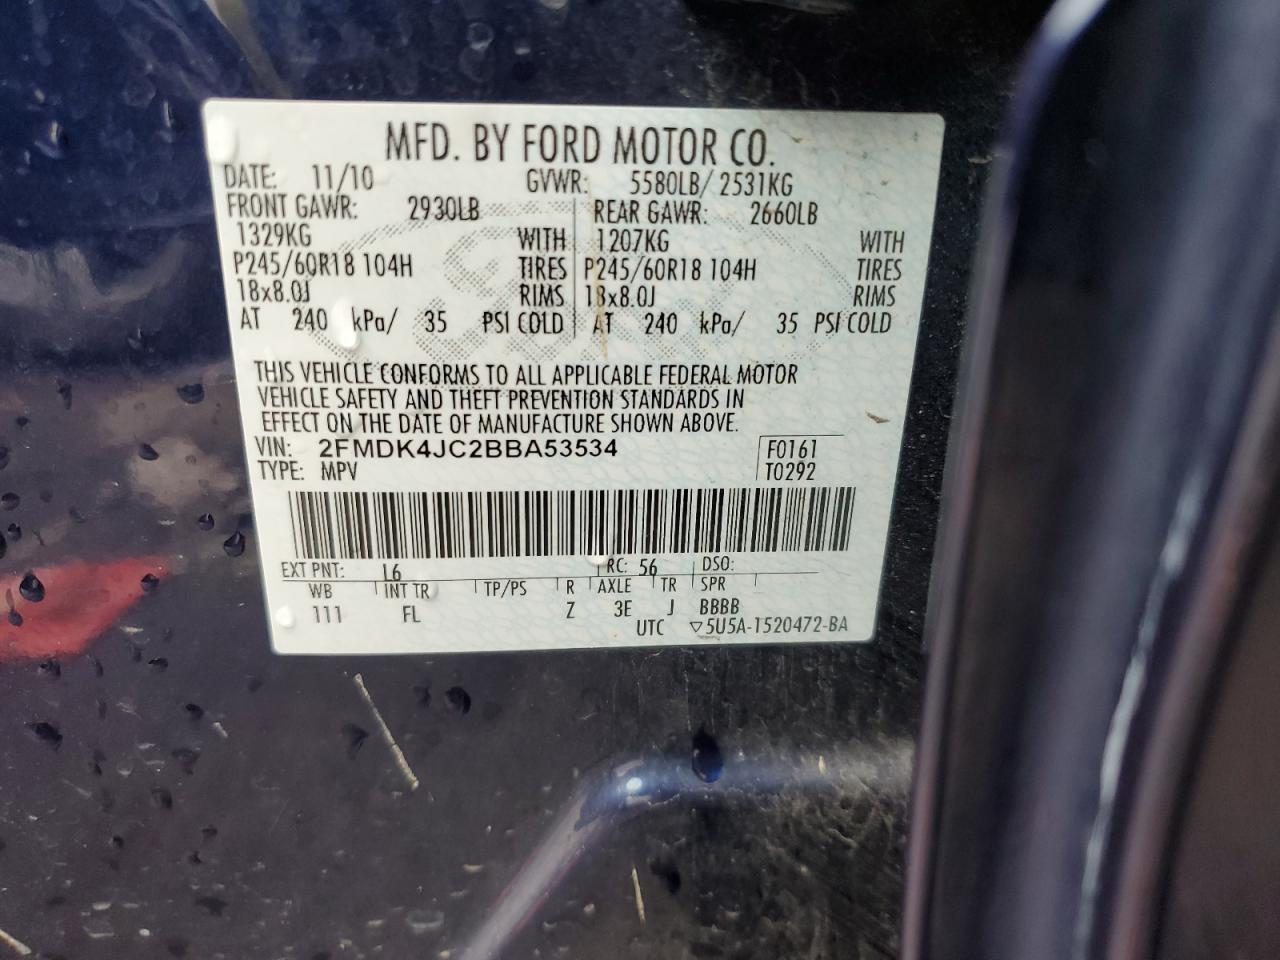 MFD. BY FORD MOTOR CO.
DATE: 11/10 GVWR: 5580LB/ 2531KG
FRONT GAWR: 2930LB REAR GAWR: 2660LB
1329KG WITH 1207KG WITH
P245/60R18 104H TIRES P245/60R18 104H TIRES
18x8.0J RIMS 18x8.0J RIMS
AT 240 kPa/ 35 PSI COLD AT 240 kPa/ 35 PSI COLD
THIS VEHICLE CONFORMS TO ALL APPLICABLE FEDERAL MOTOR
VEHICLE SAFETY AND THEFT PREVENTION STANDARDS IN
EFFECT ON THE DATE OF MANUFACTURE SHOWN ABOVE.
VIN: 2FMDK4JC2BBA53534 F0161
TYPE: MPV T0292
EXT PNT: L6 RC: 56 DSO:
WB INT TR TP/PS R AXLE TR SPR
111 FL Z 3E J BBBB
UTC ▽5U5A-1520472-BA